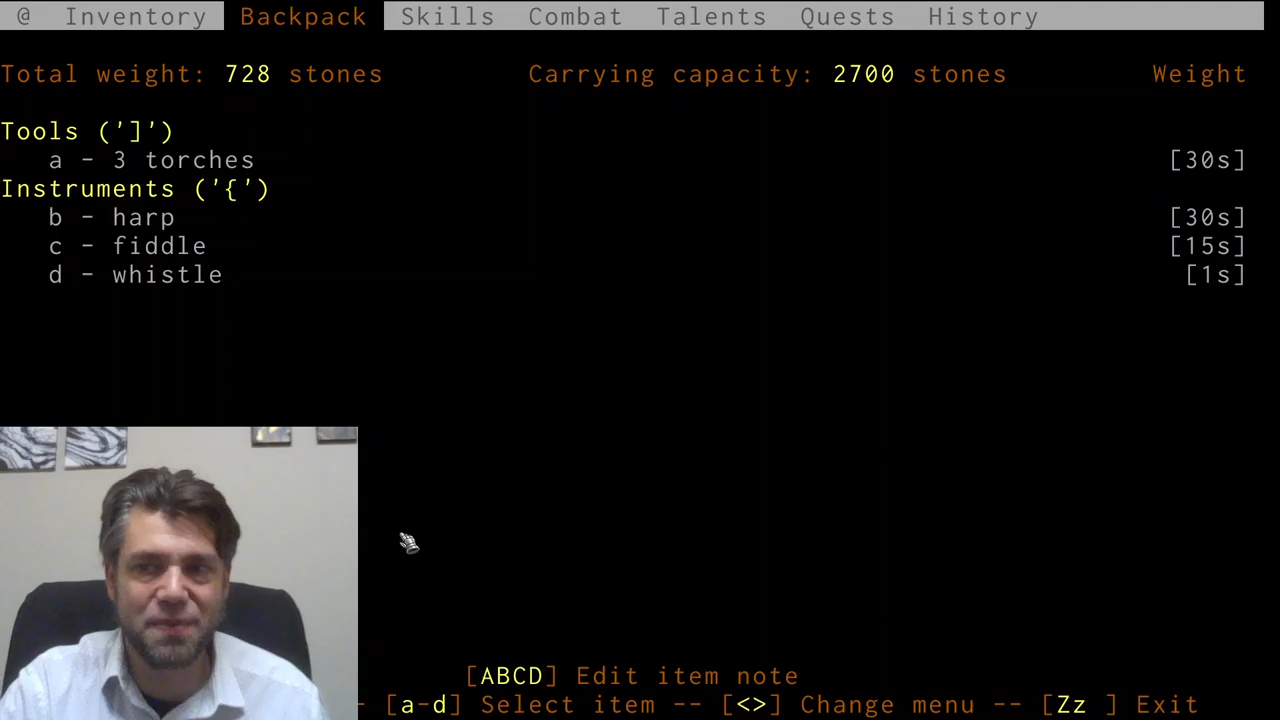 @ Inventory Backpack Skills Combat Talents Quests History
Total weight: 728 stones Carrying capacity: 2700 stones Weight
Tools (']')
a - 3 torches [30s]
Instruments ('{')
b - harp [30s]
c - fiddle [15s]
d - whistle [1s]
[ABCD] Edit item note
- [a-d] Select item -- [<>] Change menu -- [Zz ] Exit